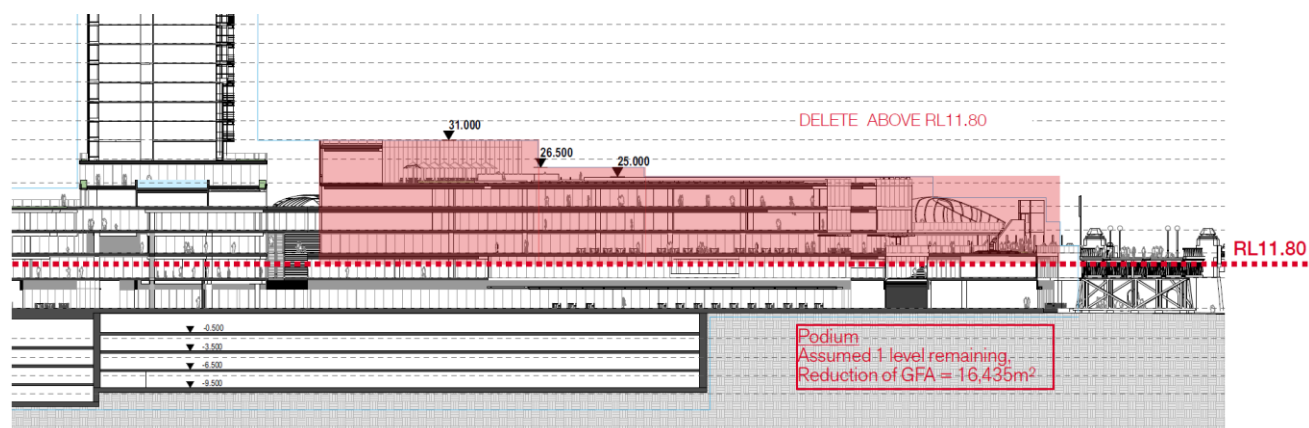 DELETE ABOVE RL11.80
31.000
26.500
25.000
RL11.80
-0.500
-3.500
-6.500
-9.500
Podium
Assumed 1 level remaining,
Reduction of GFA = 16,435m²